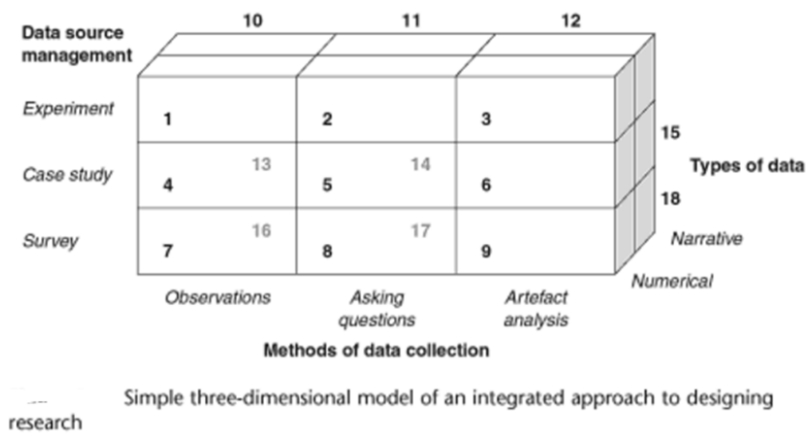 10 11 12
Data source
management
Experiment
1 2 3
15
Types of data
Case study
13 14
4 5 6
18
Survey
16 17
7 8 9
Narrative
Numerical
Observations
Asking
questions
Artefact
analysis
Methods of data collection
Simple three-dimensional model of an integrated approach to designing
research